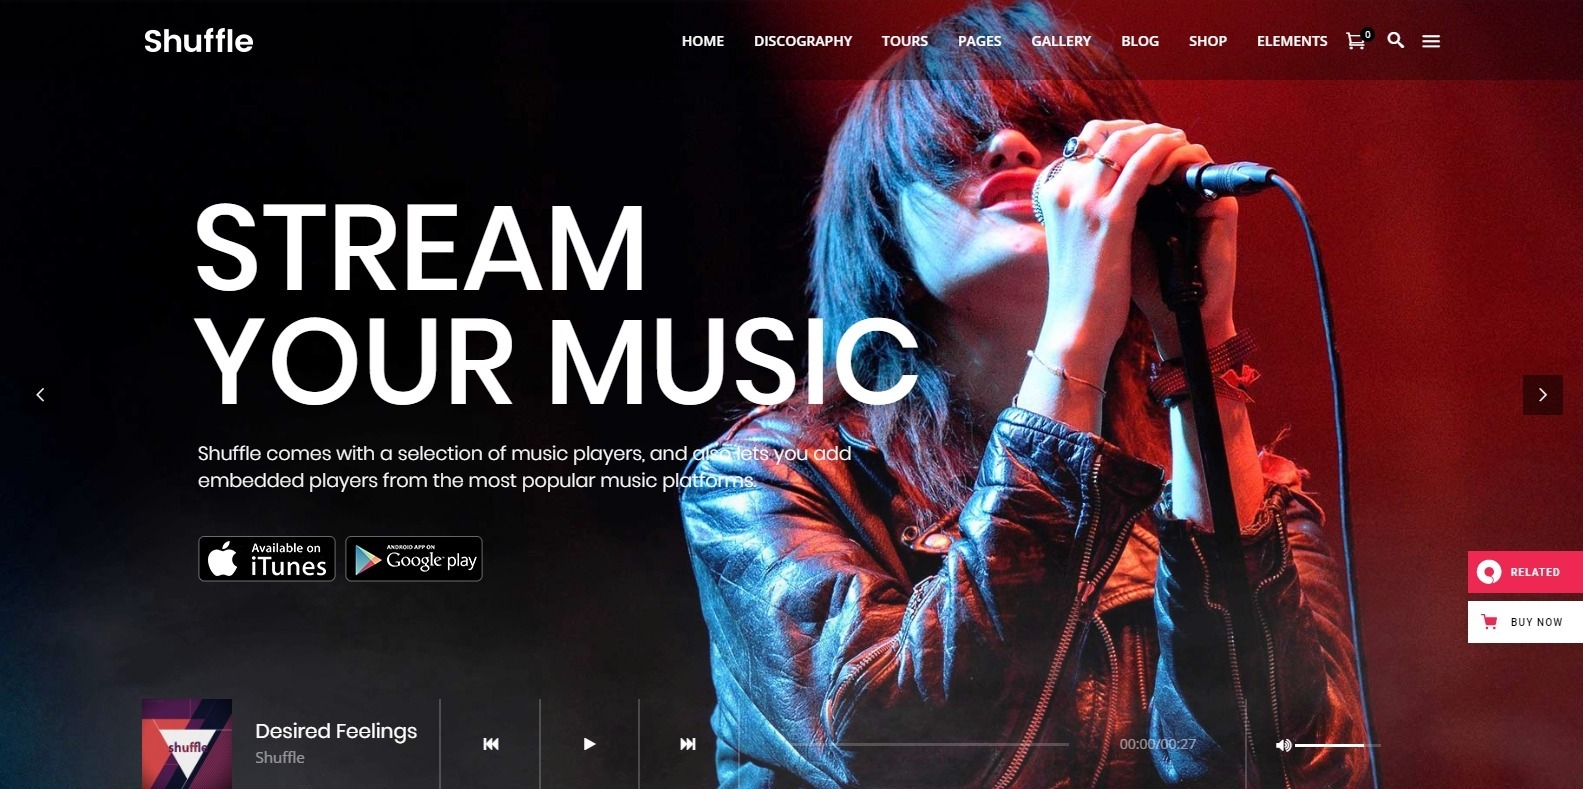 Shuffle
HOME DISCOGRAPHY TOURS PAGES GALLERY BLOG SHOP ELEMENTS 0
STREAM
YOUR MUSIC
Shuffle comes with a selection of music players, and also lets you add
embedded players from the most popular music platforms.
Available on
iTunes
ANDROID APP ON
Google play
RELATED
BUY NOW
shuffle
Desired Feelings
Shuffle
00:00/00:27